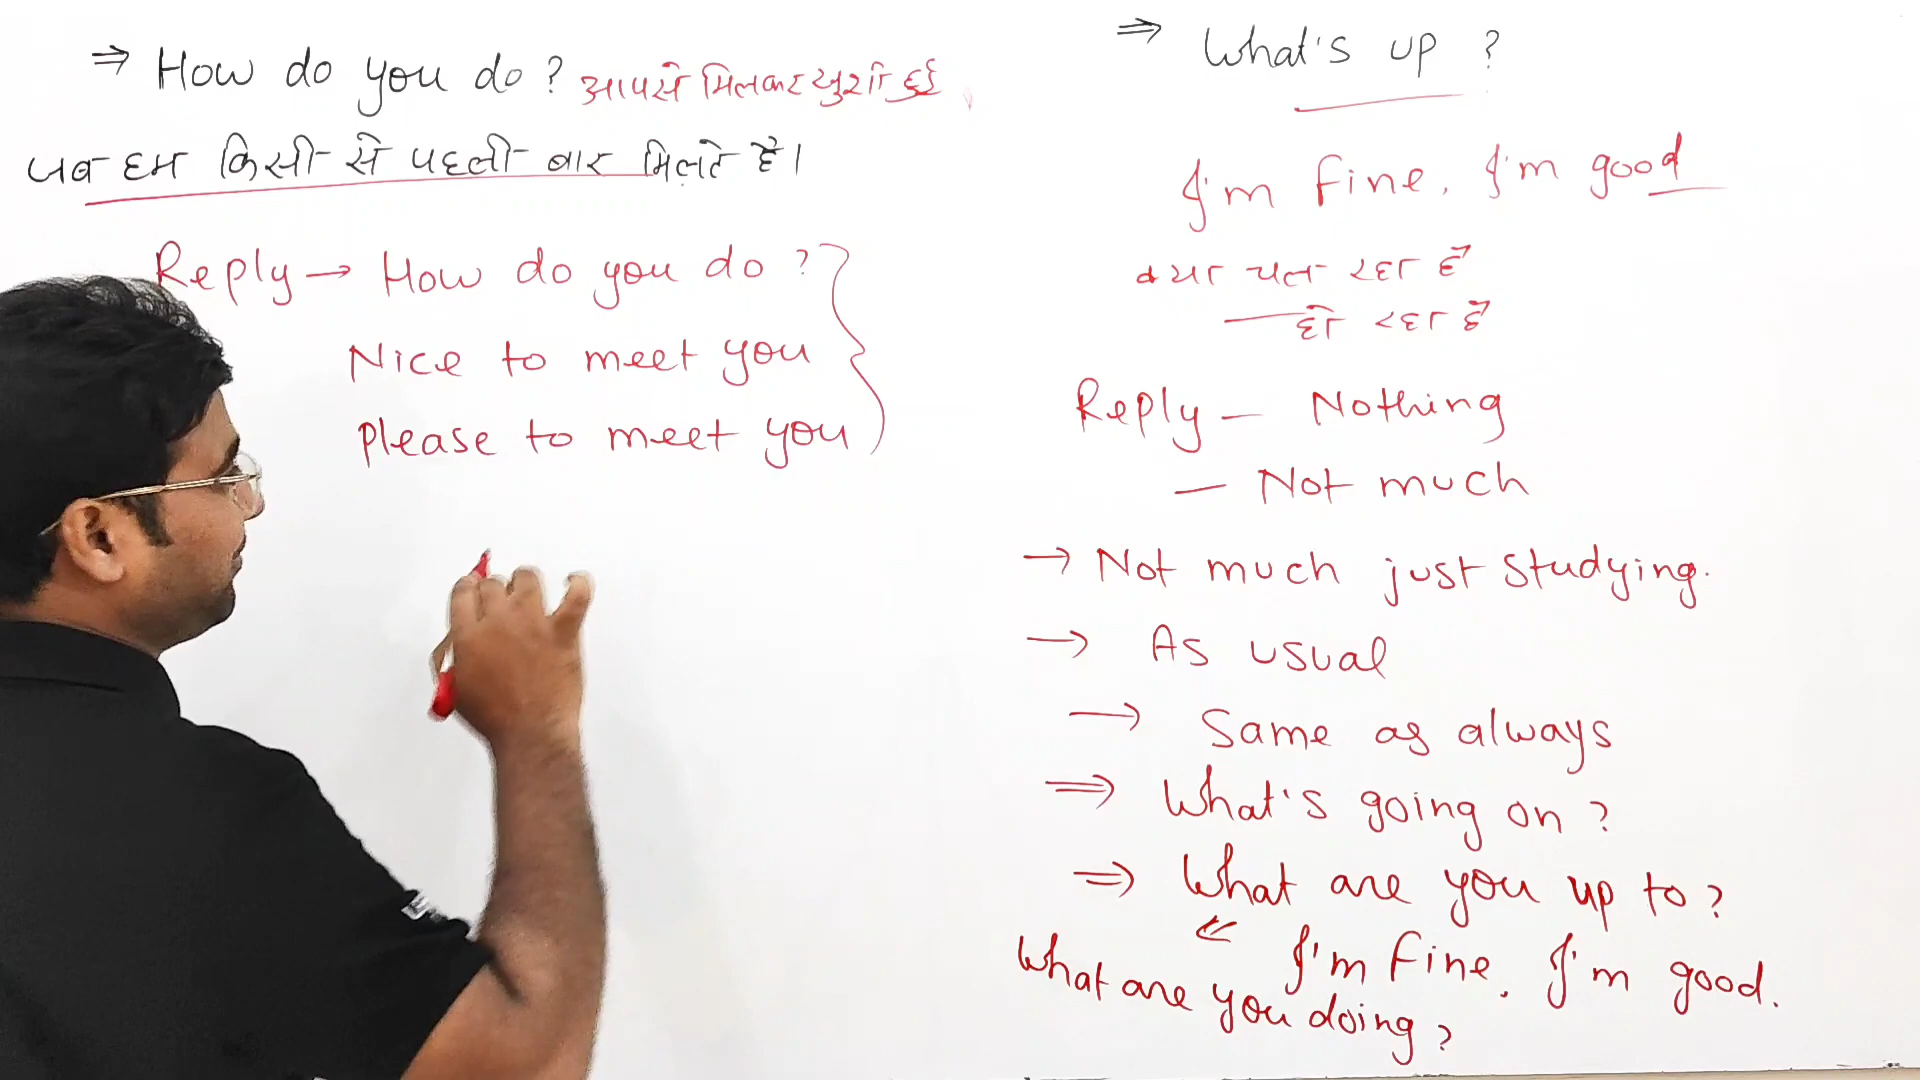 ⇒ How do you do? आपसे मिलकर खुशी हुई
जब हम किसी से पहली बार मिलते है।
Reply → How do you do ?
Nice to meet you
please to meet you
⇒ What's up ?
I'm fine, I'm good
क्या चल रहा है
हो रहा है
Reply — Nothing
— Not much
→ Not much just studying.
→ As usual
→ Same as always
⇒ What's going on ?
⇒ What are you up to ?
I'm fine, I'm good.
What are you doing ?